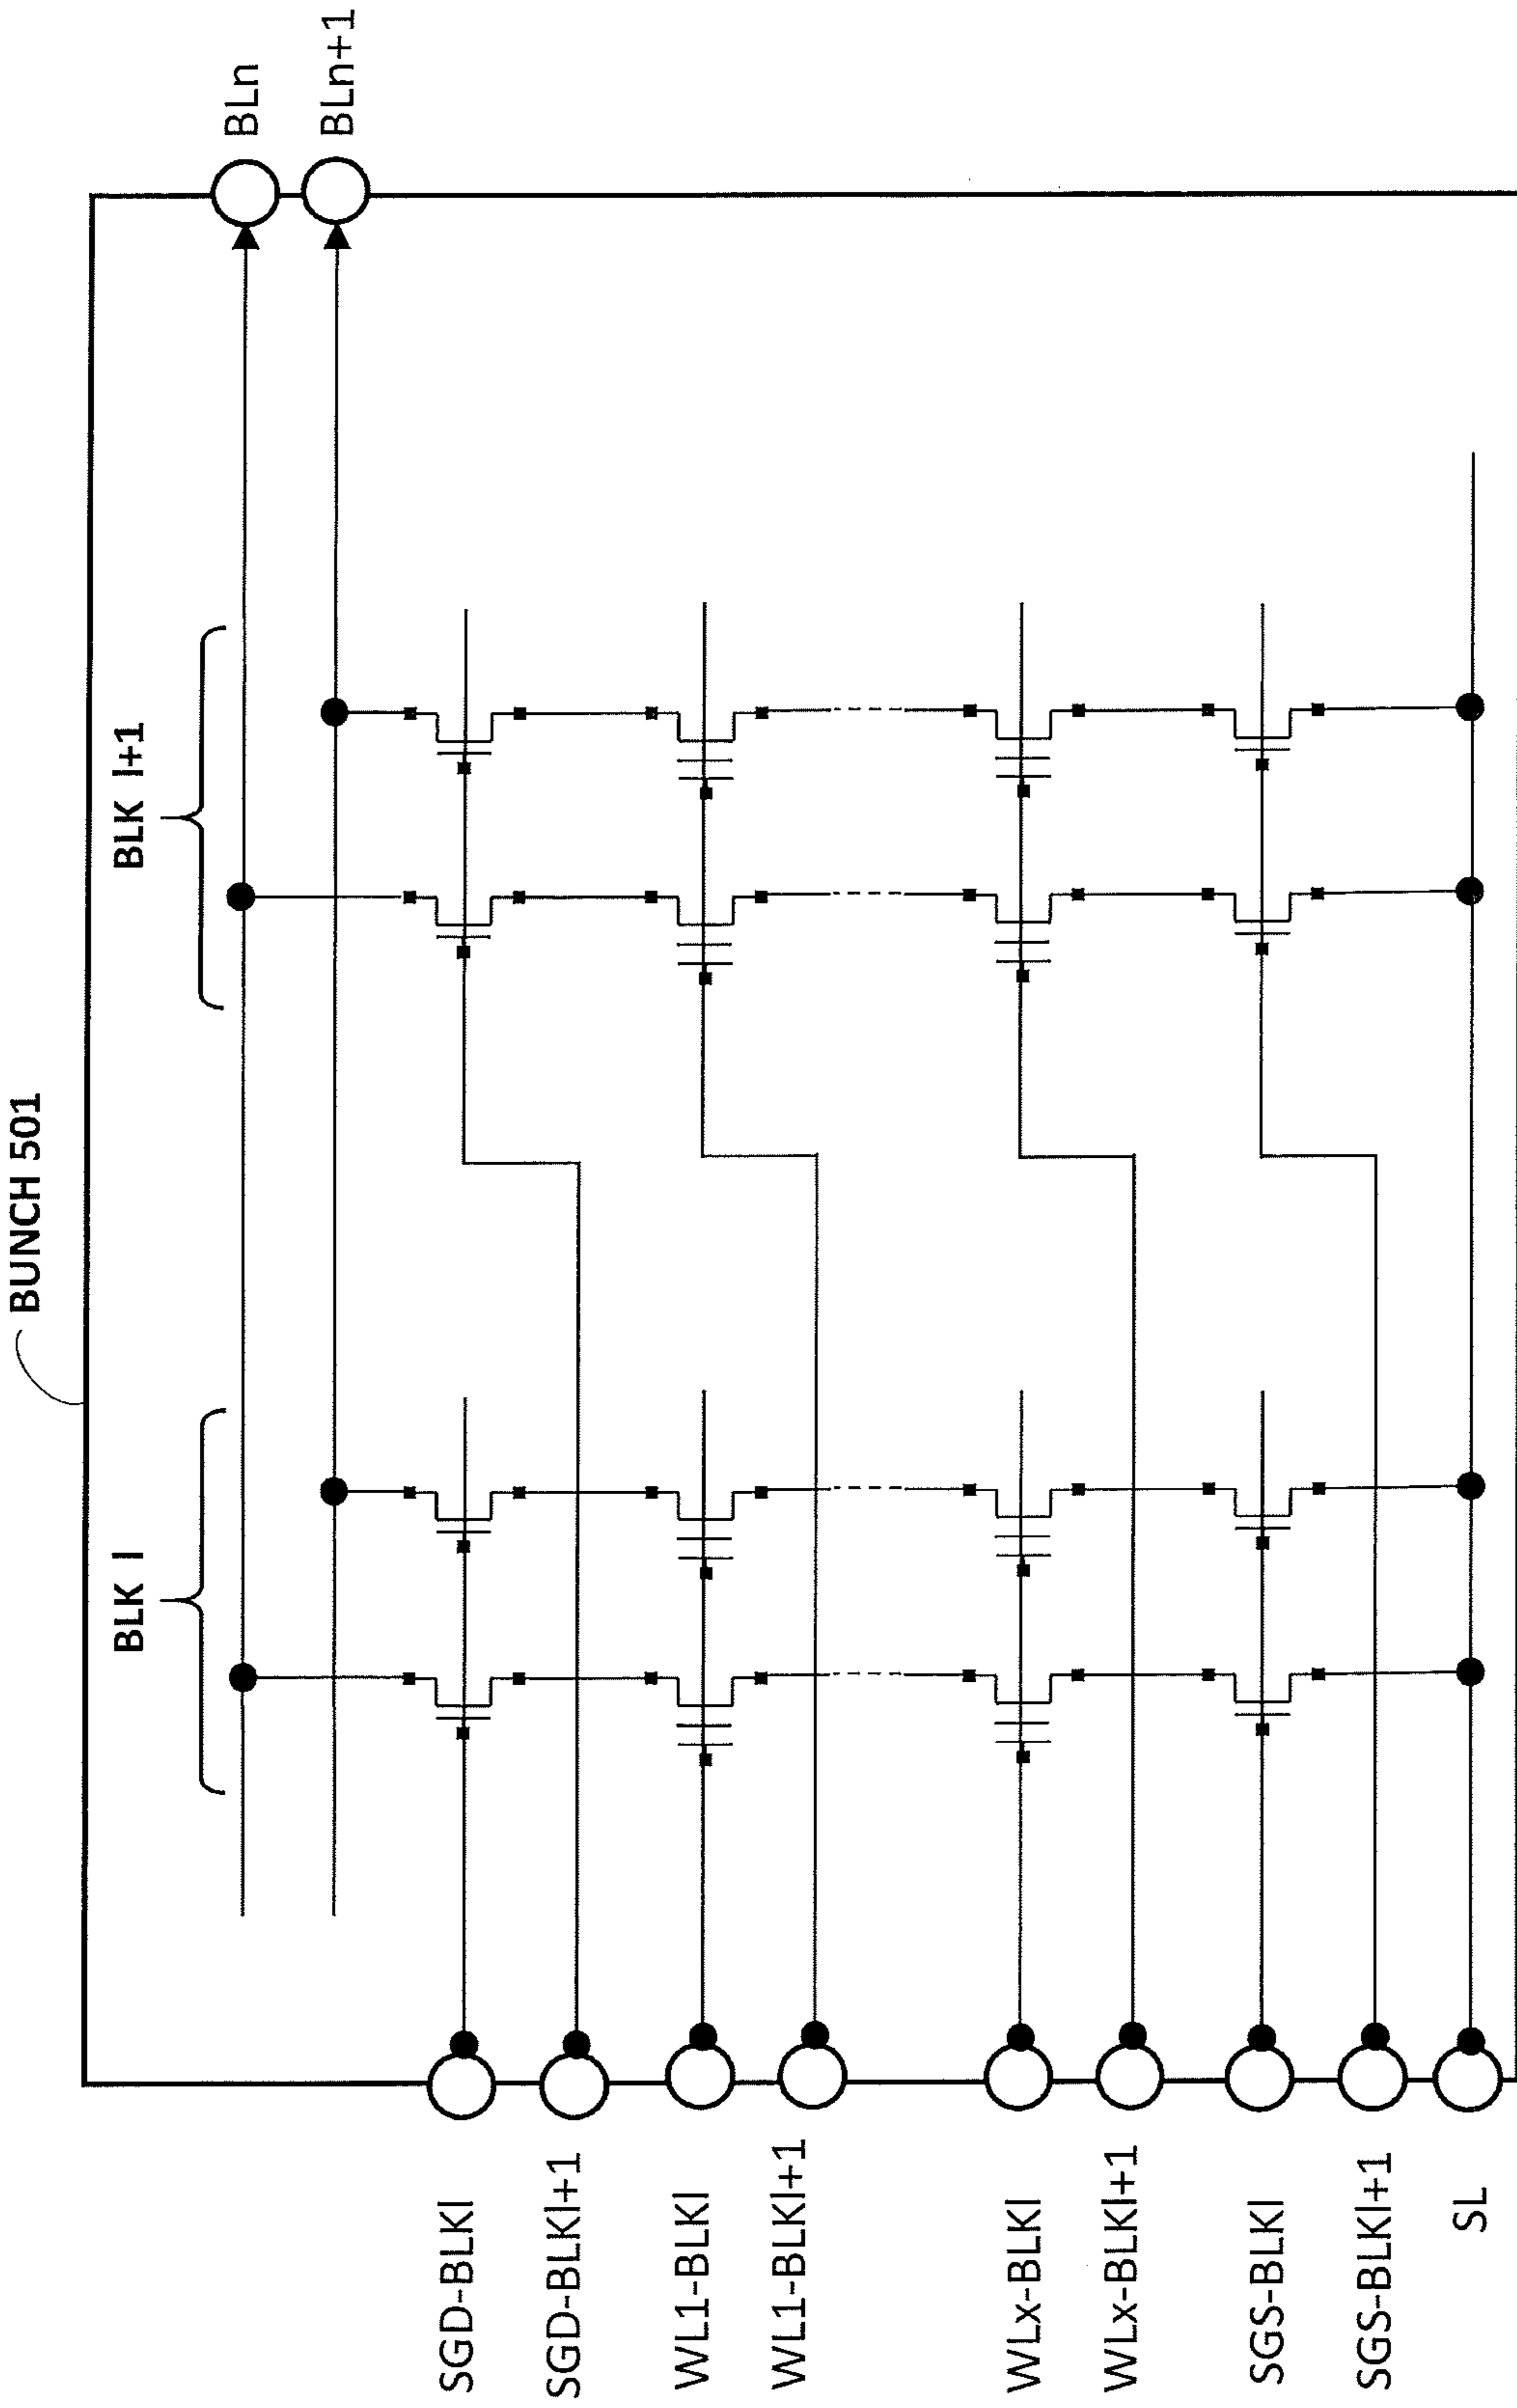 BUNCH 501
BLK I
BLK I+1
BLn
BLn+1
SGD-BLKI
SGD-BLKI+1
WL1-BLKI
WL1-BLKI+1
WLx-BLKI
WLx-BLKI+1
SGS-BLKI
SGS-BLKI+1
SL